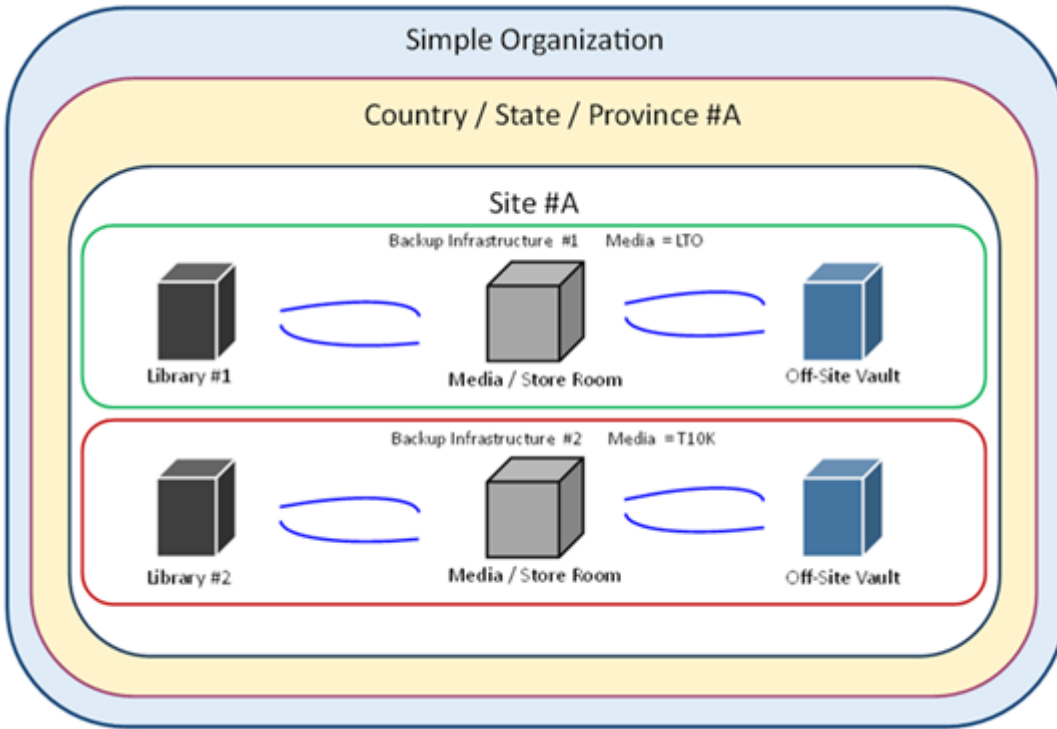 Simple Organization
Country / State / Province #A
Site #A
Backup Infrastructure #1 Media = LTO
Library #1 Media / Store Room Off-Site Vault
Backup Infrastructure #2 Media = T10K
Library #2 Media / Store Room Off-Site Vault